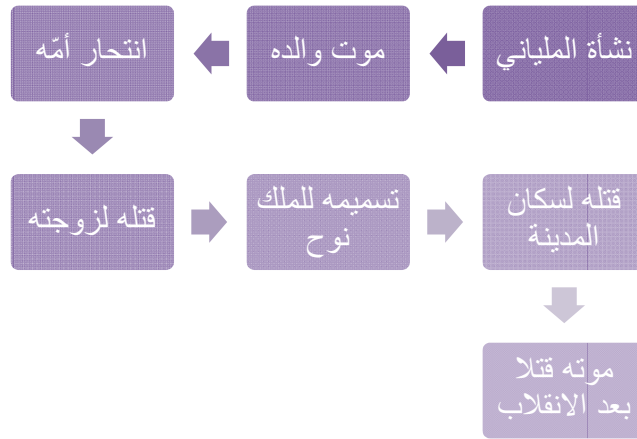 نشأة الملياني
موت والده
انتحار أمّه
قتله لزوجته
تسميمه للملك
نوح
قتله لسكان
المدينة
موته قتلا
بعد الانقلاب